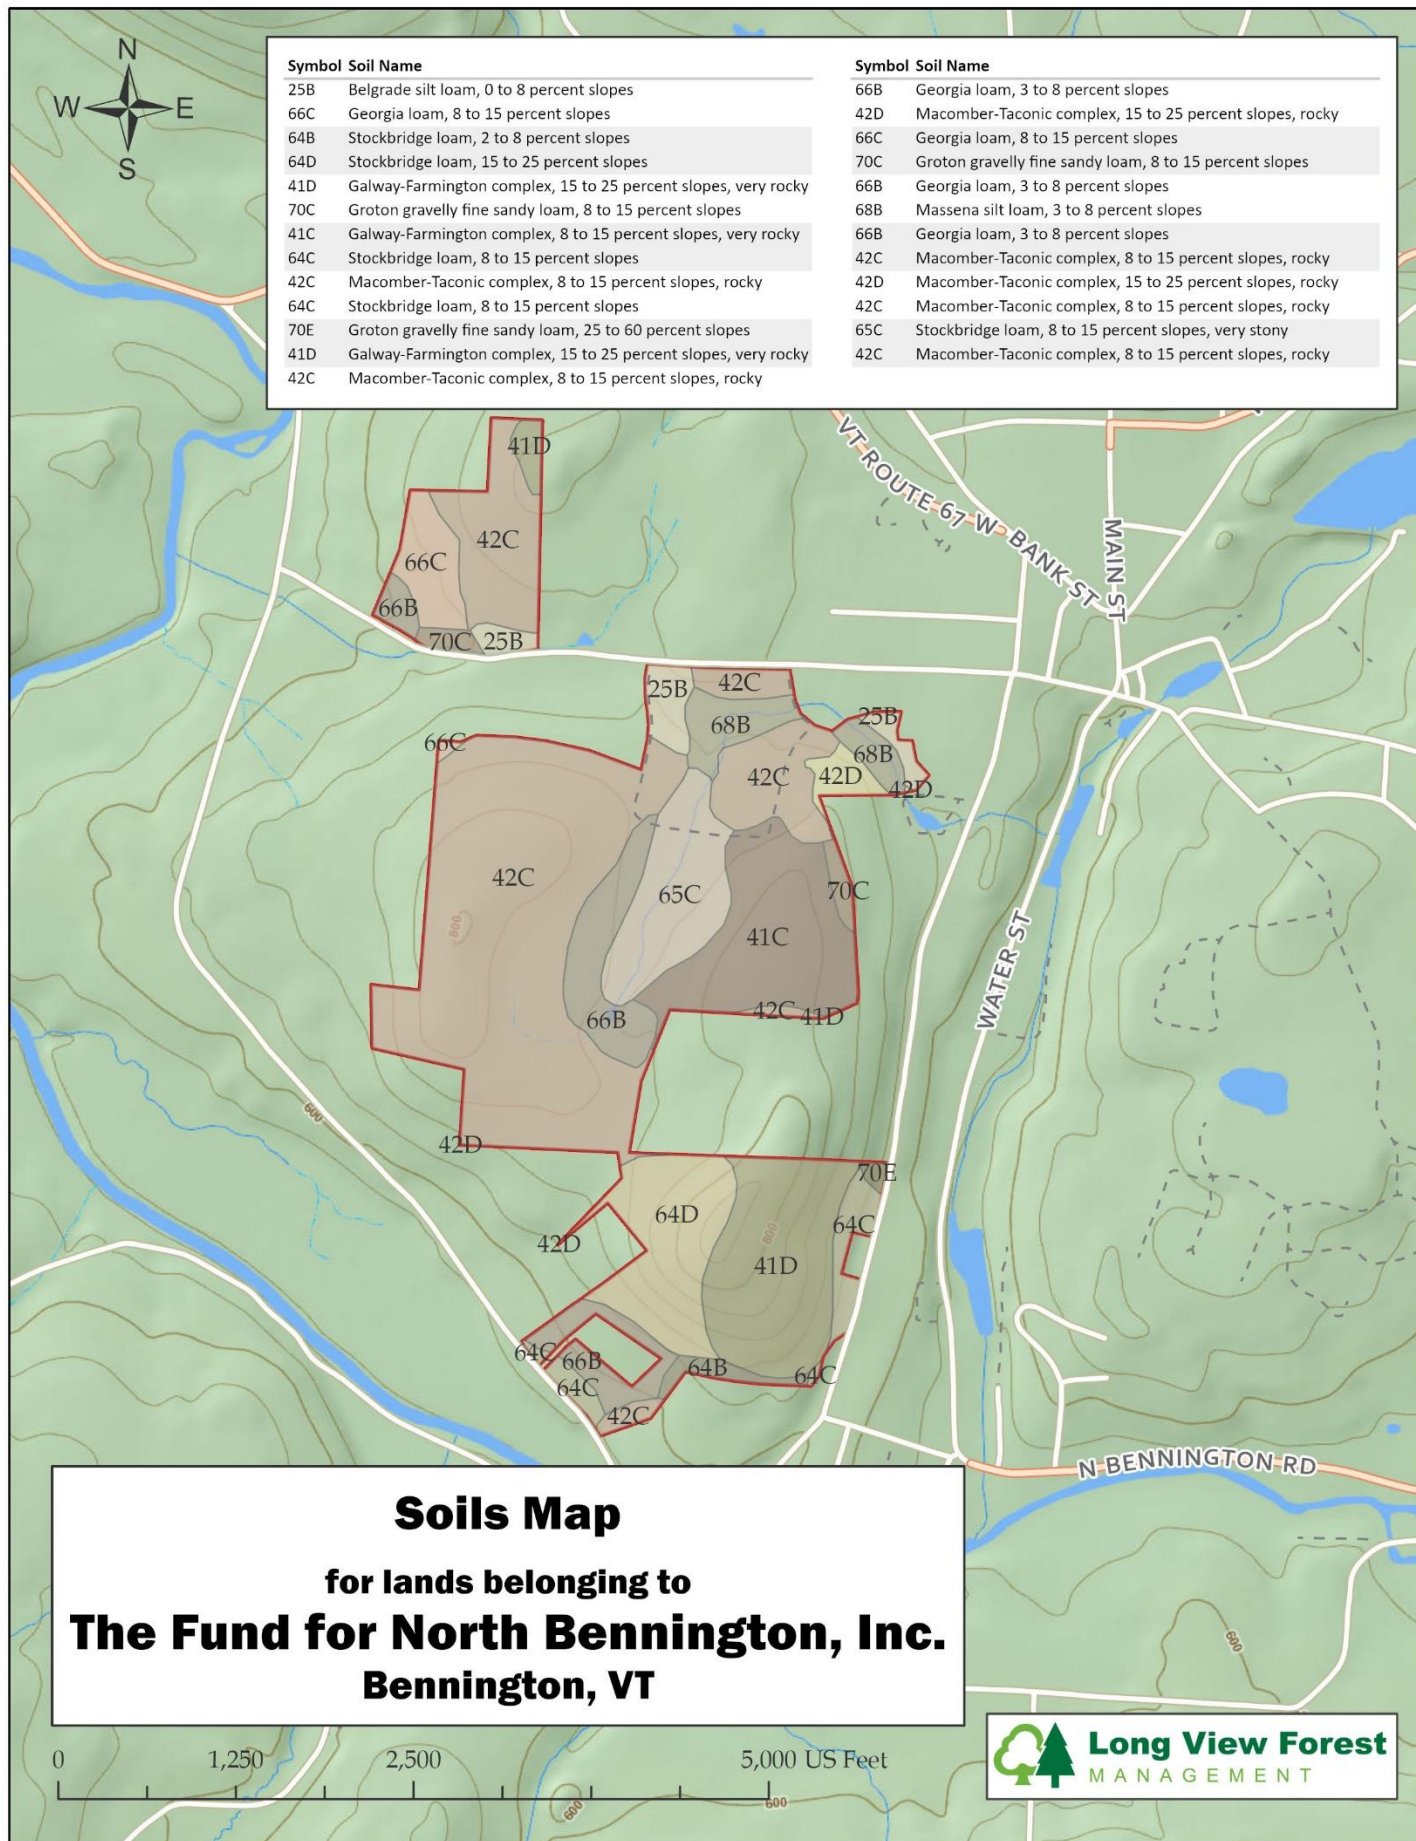 N
W E
S
Symbol Soil Name
25B Belgrade silt loam, 0 to 8 percent slopes
66C Georgia loam, 8 to 15 percent slopes
64B Stockbridge loam, 2 to 8 percent slopes
64D Stockbridge loam, 15 to 25 percent slopes
41D Galway-Farmington complex, 15 to 25 percent slopes, very rocky
70C Groton gravelly fine sandy loam, 8 to 15 percent slopes
41C Galway-Farmington complex, 8 to 15 percent slopes, very rocky
64C Stockbridge loam, 8 to 15 percent slopes
42C Macomber-Taconic complex, 8 to 15 percent slopes, rocky
64C Stockbridge loam, 8 to 15 percent slopes
70E Groton gravelly fine sandy loam, 25 to 60 percent slopes
41D Galway-Farmington complex, 15 to 25 percent slopes, very rocky
42C Macomber-Taconic complex, 8 to 15 percent slopes, rocky
Symbol Soil Name
66B Georgia loam, 3 to 8 percent slopes
42D Macomber-Taconic complex, 15 to 25 percent slopes, rocky
66C Georgia loam, 8 to 15 percent slopes
70C Groton gravelly fine sandy loam, 8 to 15 percent slopes
66B Georgia loam, 3 to 8 percent slopes
68B Massena silt loam, 3 to 8 percent slopes
66B Georgia loam, 3 to 8 percent slopes
42C Macomber-Taconic complex, 8 to 15 percent slopes, rocky
42D Macomber-Taconic complex, 15 to 25 percent slopes, rocky
42C Macomber-Taconic complex, 8 to 15 percent slopes, rocky
65C Stockbridge loam, 8 to 15 percent slopes, very stony
42C Macomber-Taconic complex, 8 to 15 percent slopes, rocky
41D
VT ROUTE 67 W
BANK ST
MAIN ST
42C
66C
66B
70C
25B
25B
42C
68B
25B
66C
68B
42C
42D
42D
42C
65C
70C
800
41C
WATER ST
42C
41D
66B
600
42D
70E
64D
64C
800
42D
41D
64C
66B
64B
64C
64C
42C
N BENNINGTON RD
Soils Map
for lands belonging to
The Fund for North Bennington, Inc.
Bennington, VT
600
0 1,250 2,500 5,000 US Feet
600
600
Long View Forest
MANAGEMENT